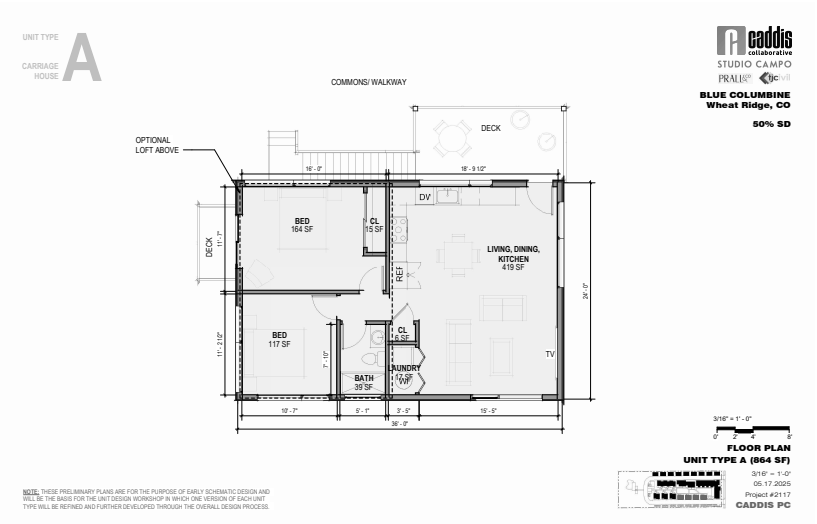 UNIT TYPE
CARRIAGE
HOUSE
A
caddis
collaborative
STUDIO CAMPO
PRALL
fjcivil
BLUE COLUMBINE
Wheat Ridge, CO
50% SD
COMMONS/ WALKWAY
DECK
OPTIONAL
LOFT ABOVE
16' - 0"
18' - 9 1/2"
DECK
11' - 7"
BED
164 SF
CL
15 SF
DW
REF
LIVING, DINING,
KITCHEN
419 SF
24' - 0"
11' - 2 1/2"
BED
117 SF
7' - 10"
BATH
39 SF
CL
6 SF
LAUNDRY
17 SF
TV
10' - 7"
5' - 1"
3' - 5"
15' - 5"
36' - 0"
3/16" = 1' - 0"
0' 2' 4' 8'
FLOOR PLAN
UNIT TYPE A (864 SF)
3/16" = 1'-0"
05.17.2025
Project #2117
CADDIS PC
NOTE: THESE PRELIMINARY PLANS ARE FOR THE PURPOSE OF EARLY SCHEMATIC DESIGN AND
WILL BE THE BASIS FOR THE UNIT DESIGN WORKSHOP IN WHICH ONE VERSION OF EACH UNIT
TYPE WILL BE REFINED AND FURTHER DEVELOPED THROUGH THE OVERALL DESIGN PROCESS.